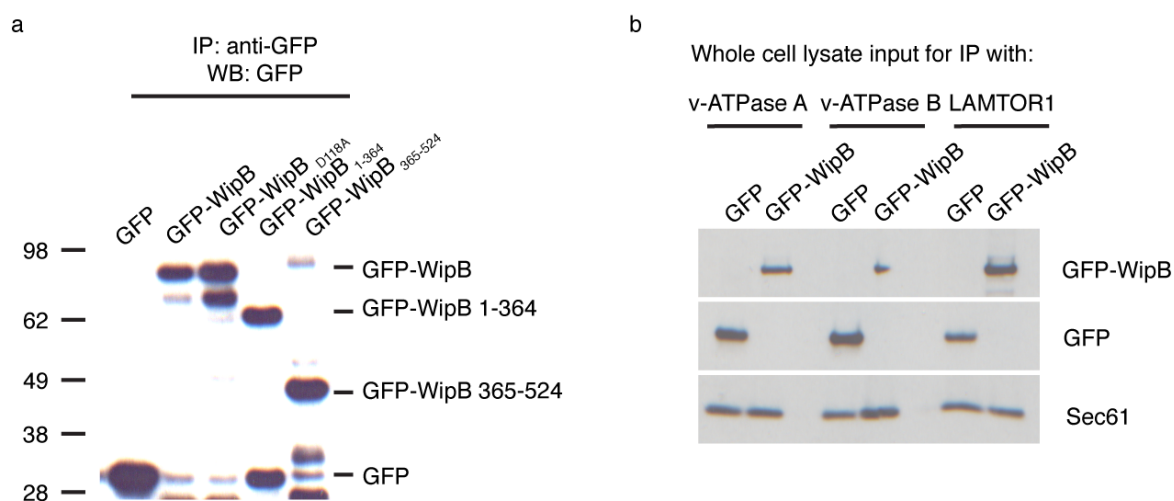 a
IP: anti-GFP
WB: GFP
GFP
GFP-WipB
GFP-WipB D118A
GFP-WipB 1-364
GFP-WipB 365-524
98
62
49
38
28
GFP-WipB
GFP-WipB 1-364
GFP-WipB 365-524
GFP
b
Whole cell lysate input for IP with:
v-ATPase A v-ATPase B LAMTOR1
GFP
GFP-WipB
GFP
GFP-WipB
GFP
GFP-WipB
GFP-WipB
GFP
Sec61